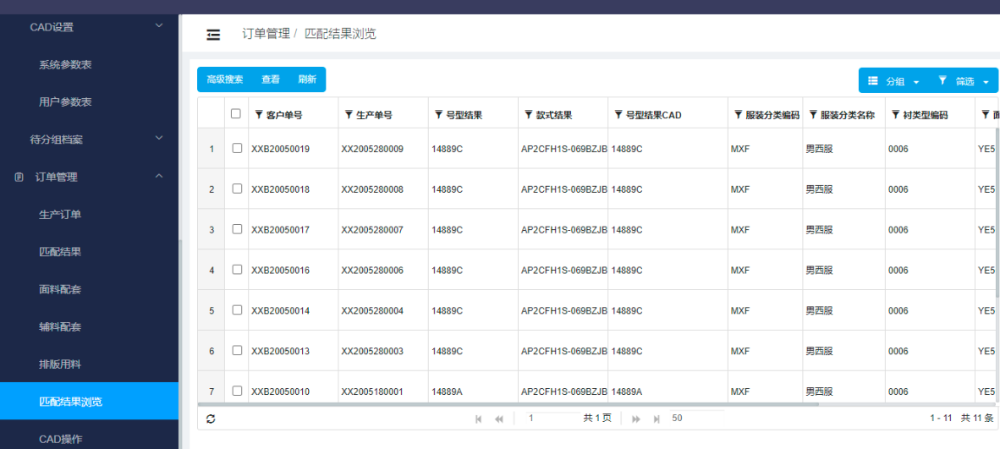 CAD设置
系统参数表
用户参数表
待分组档案
订单管理
生产订单
匹配结果
面料配套
辅料配套
排版用料
匹配结果浏览
CAD操作
订单管理 / 匹配结果浏览
高级搜索 查看 刷新
分组 筛选
客户单号 生产单号 号型结果 款式结果 号型结果CAD 服装分类编码 服装分类名称 衬类型编码
1 XXB20050019 XX2005280009 14889C AP2CFH1S-069BZJB 14889C MXF 男西服 0006 YE5
2 XXB20050018 XX2005280008 14889C AP2CFH1S-069BZJB 14889C MXF 男西服 0006 YE5
3 XXB20050017 XX2005280007 14889C AP2CFH1S-069BZJB 14889C MXF 男西服 0006 YE5
4 XXB20050016 XX2005280006 14889C AP2CFH1S-069BZJB 14889C MXF 男西服 0006 YE5
5 XXB20050014 XX2005280004 14889C AP2CFH1S-069BZJB 14889C MXF 男西服 0006 YE5
6 XXB20050013 XX2005280003 14889C AP2CFH1S-069BZJB 14889C MXF 男西服 0006 YE5
7 XXB20050010 XX2005180001 14889A AP2CFH1S-069BZJB 14889A MXF 男西服 0006 YE5
1 共 1 页 50 1 - 11 共 11 条